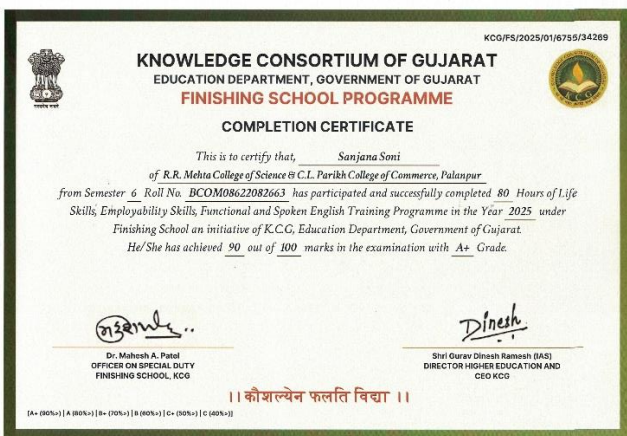 KCG/FS/2025/01/6755/34269
KNOWLEDGE CONSORTIUM OF GUJARAT
EDUCATION DEPARTMENT, GOVERNMENT OF GUJARAT
FINISHING SCHOOL PROGRAMME
COMPLETION CERTIFICATE
This is to certify that, Sanjana Soni
of R.R. Mehta College of Science & C.L. Parikh College of Commerce, Palanpur
from Semester 6 Roll No. BCOM08622082663 has participated and successfully completed 80 Hours of Life
Skills, Employability Skills, Functional and Spoken English Training Programme in the Year 2025 under
Finishing School an initiative of K.C.G, Education Department, Government of Gujarat.
He/She has achieved 90 out of 100 marks in the examination with A+ Grade.
Dinesh
Dr. Mahesh A. Patel
OFFICER ON SPECIAL DUTY
FINISHING SCHOOL, KCG
Shri Gurav Dinesh Ramesh (IAS)
DIRECTOR HIGHER EDUCATION AND
CEO KCG
।। कौशल्येन फलति विद्या ।।
[A+ (90%>) | A (80%>) | B+ (70%>) | B (60%>) | C+ (50%>) | C (40%>)]